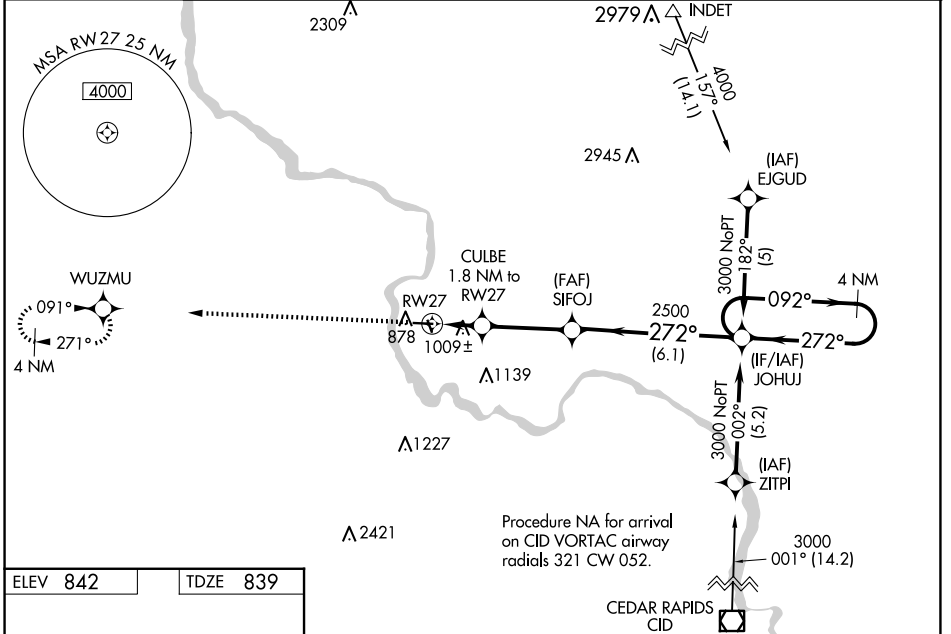 2309
2979
INDET
MSA RW27 25 NM
4000
4000
157°
(14.1)
2945
(IAF)
EJGUD
3000 NoPT
182°
(5)
4 NM
092°
272°
CULBE
1.8 NM to
RW27
(FAF)
SIFOJ
2500
272°
(6.1)
(IF/IAF)
JOHUJ
WUZMU
091°
271°
4 NM
RW27
878
1009±
1139
1227
2421
3000 NoPT
002°
(5.2)
(IAF)
ZITPI
Procedure NA for arrival
on CID VORTAC airway
radials 321 CW 052.
3000
001° (14.2)
CEDAR RAPIDS
CID
ELEV 842
TDZE 839